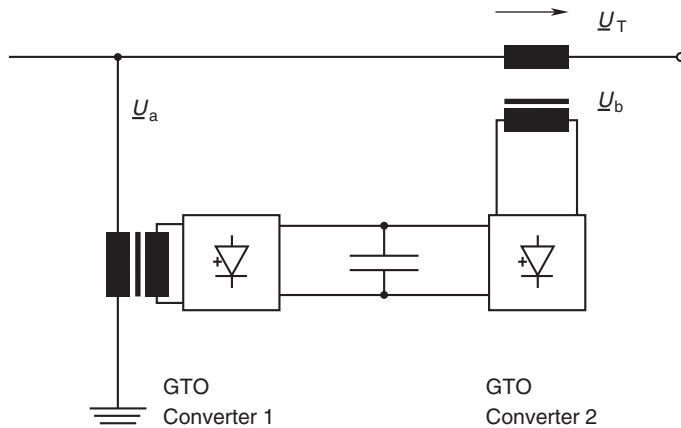 U_T
U_a
U_b
GTO
Converter 1
GTO
Converter 2